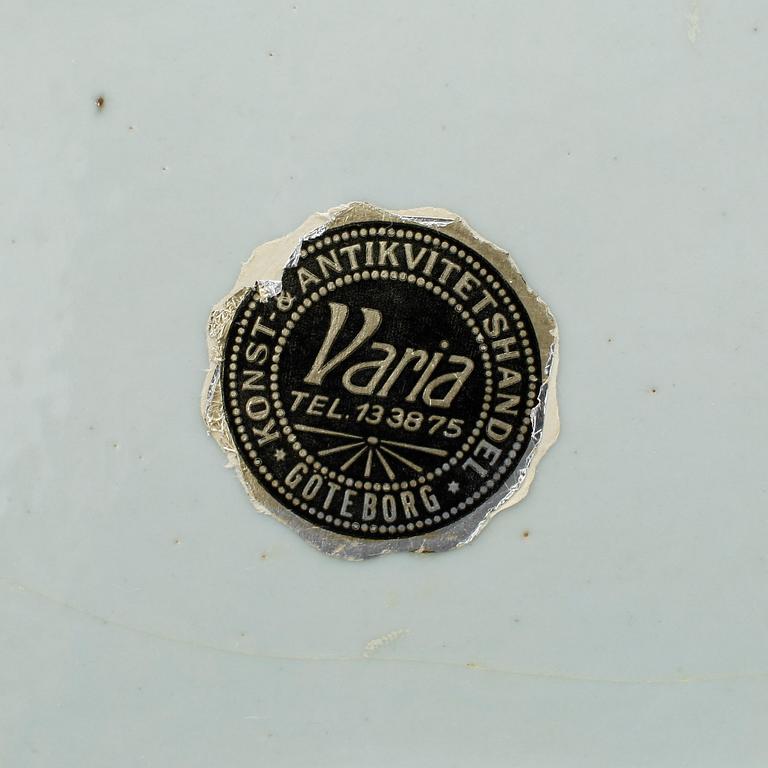 KONST- & ANTIKVITETSHANDEL
Varia
TEL. 13 38 75
* GÖTEBORG *